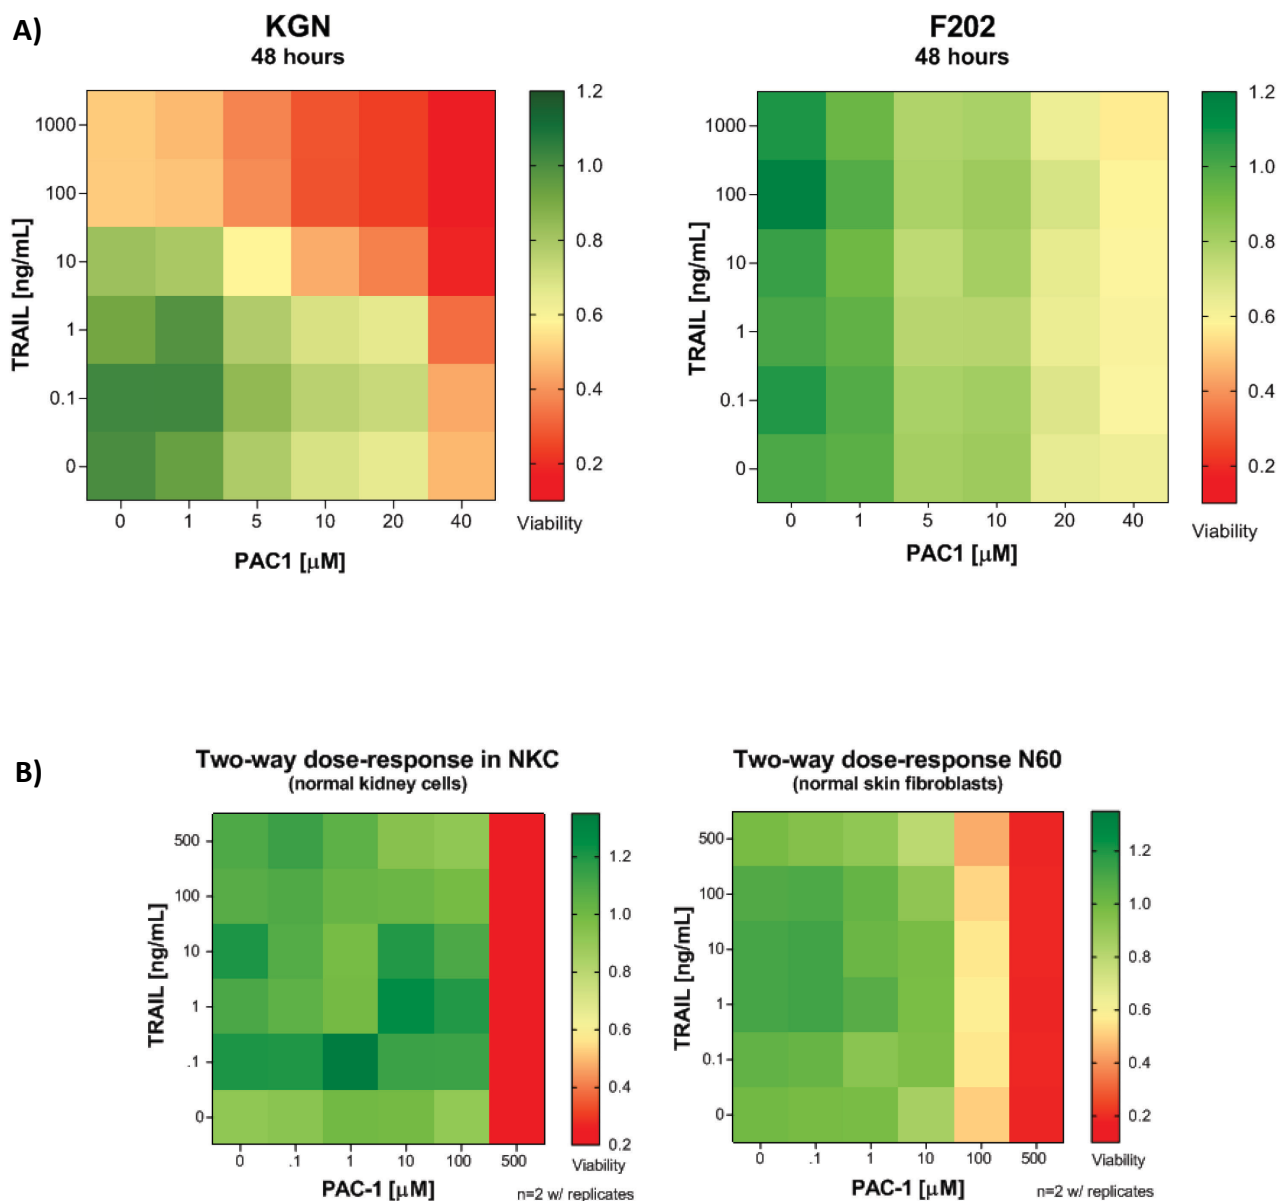 A)
KGN
48 hours
TRAIL [ng/mL]
1000
100
10
1
0.1
0
0 1 5 10 20 40
PAC1 [μM]
1.2
1.0
0.8
0.6
0.4
0.2
Viability
F202
48 hours
TRAIL [ng/mL]
1000
100
10
1
0.1
0
0 1 5 10 20 40
PAC1 [μM]
1.2
1.0
0.8
0.6
0.4
0.2
Viability
B)
Two-way dose-response in NKC
(normal kidney cells)
TRAIL [ng/mL]
500
100
10
1
.1
0
0 .1 1 10 100 500
PAC-1 [μM]
1.2
1.0
0.8
0.6
0.4
0.2
Viability
n=2 w/ replicates
Two-way dose-response N60
(normal skin fibroblasts)
TRAIL [ng/mL]
500
100
10
1
0.1
0
0 .1 1 10 100 500
PAC-1 [μM]
1.2
1.0
0.8
0.6
0.4
0.2
Viability
n=2 w/ replicates